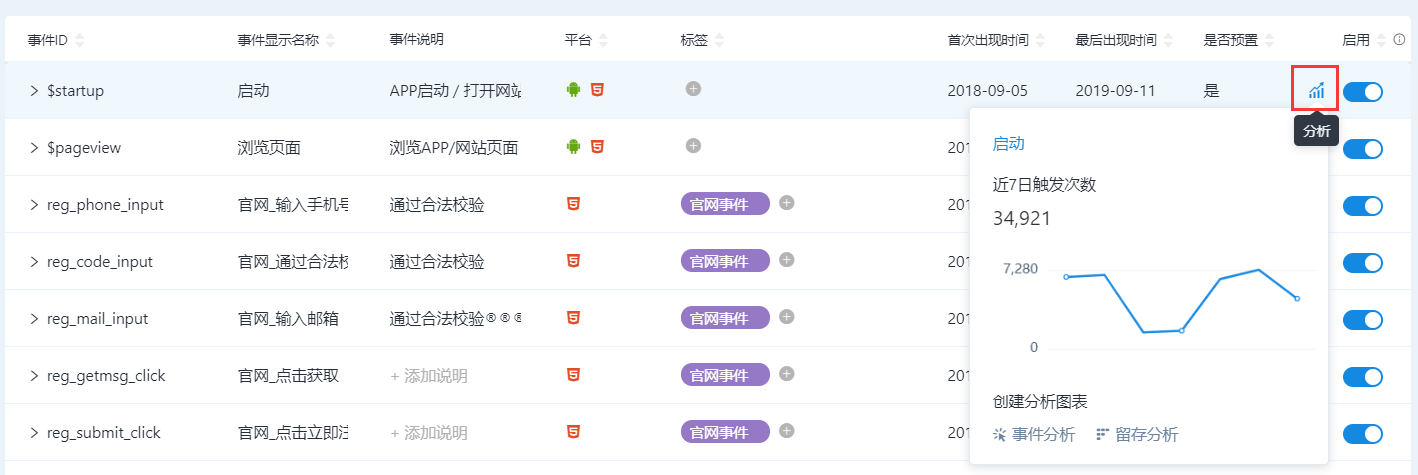 事件ID 事件显示名称 事件说明 平台 标签 首次出现时间 最后出现时间 是否预置 启用
$startup 启动 APP启动 / 打开网站 2018-09-05 2019-09-11 是
分析
$pageview 浏览页面 浏览APP/网站页面 201
reg_phone_input 官网_输入手机号 通过合法校验 官网事件 201
reg_code_input 官网_通过合法校 通过合法校验 官网事件 201
reg_mail_input 官网_输入邮箱 通过合法校验®®® 官网事件 201
reg_getmsg_click 官网_点击获取 + 添加说明 官网事件 201
reg_submit_click 官网_点击立即注 + 添加说明 官网事件 201
启动
近7日触发次数
34,921
7,280
0
创建分析图表
事件分析 留存分析